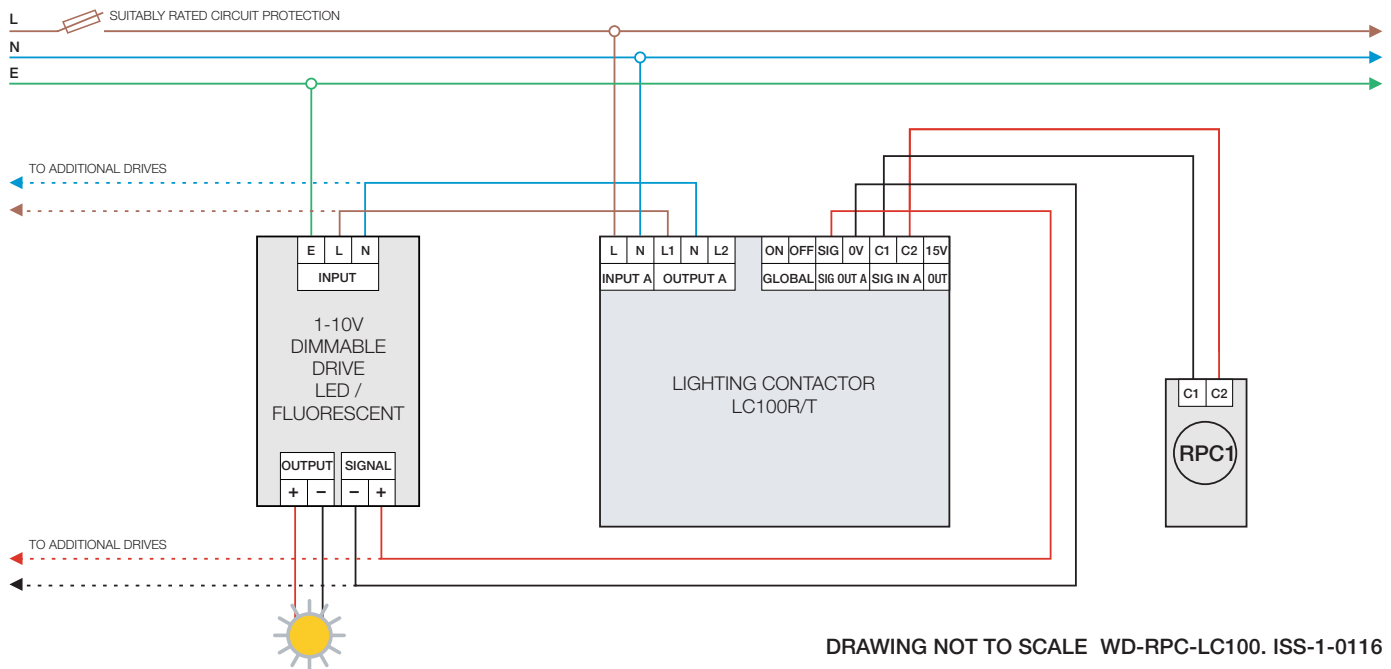 L
SUITABLY RATED CIRCUIT PROTECTION
N
E
TO ADDITIONAL DRIVES
E L N
INPUT
1-10V
DIMMABLE
DRIVE
LED /
FLUORESCENT
OUTPUT SIGNAL
+ − − +
L N L1 N L2 ON OFF SIG 0V C1 C2 15V
INPUT A OUTPUT A GLOBAL SIG OUT A SIG IN A OUT
LIGHTING CONTACTOR
LC100R/T
C1 C2
RPC1
TO ADDITIONAL DRIVES
DRAWING NOT TO SCALE WD-RPC-LC100. ISS-1-0116